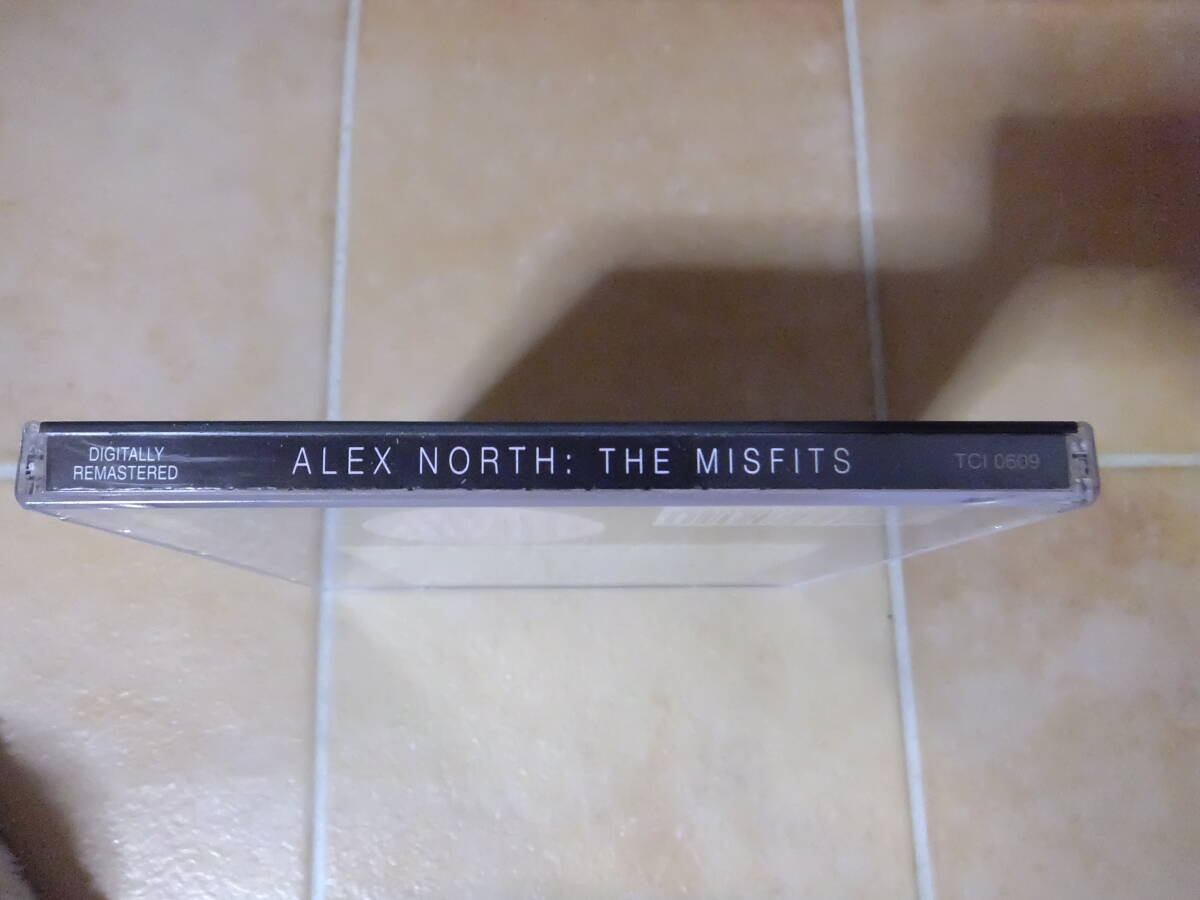 DIGITALLY
REMASTERED
ALEX NORTH: THE MISFITS
TCI 0609